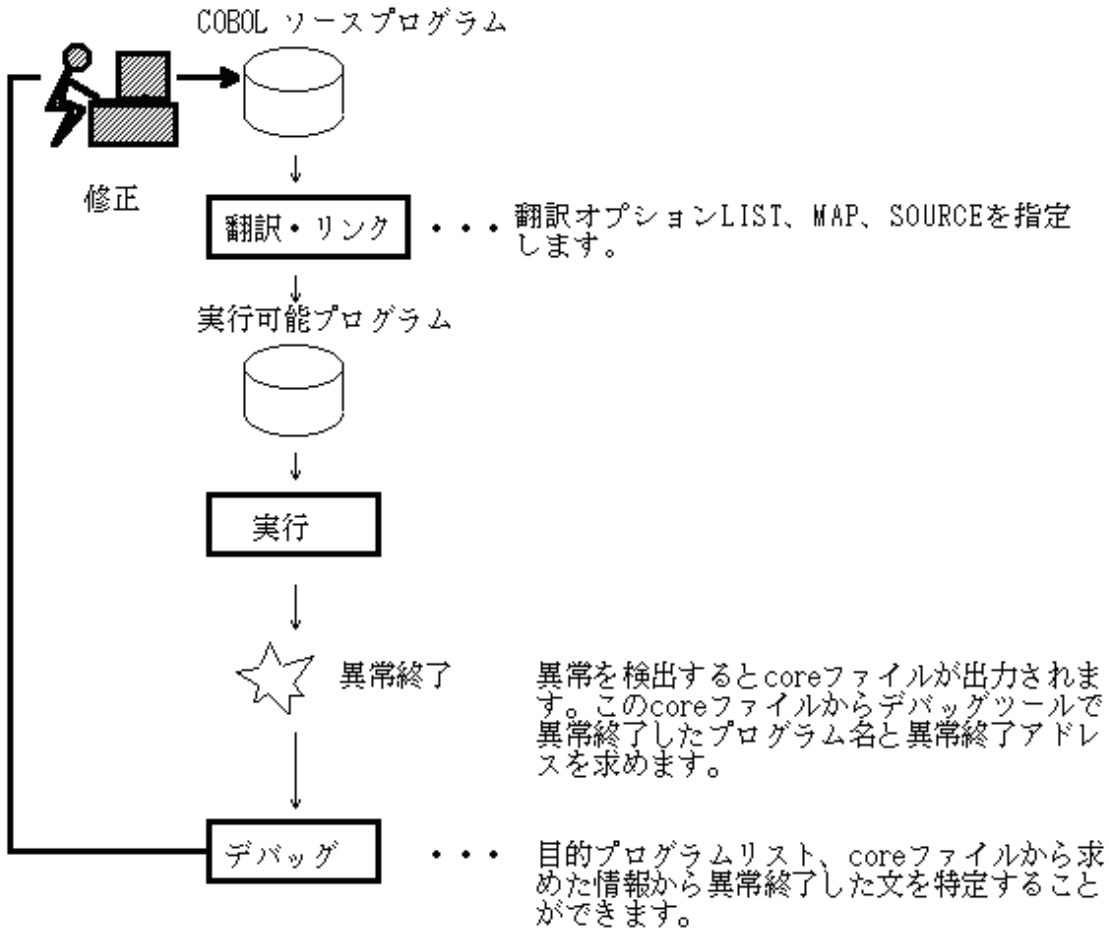 COBOL ソースプログラム
修正
翻訳・リンク ・・・ 翻訳オプションLIST、MAP、SOURCEを指定
します。
実行可能プログラム
実行
異常終了
異常を検出するとcoreファイルが出力されま
す。このcoreファイルからデバッグツールで
異常終了したプログラム名と異常終了アドレ
スを求めます。
デバッグ ・・・ 目的プログラムリスト、coreファイルから求
めた情報から異常終了した文を特定すること
ができます。